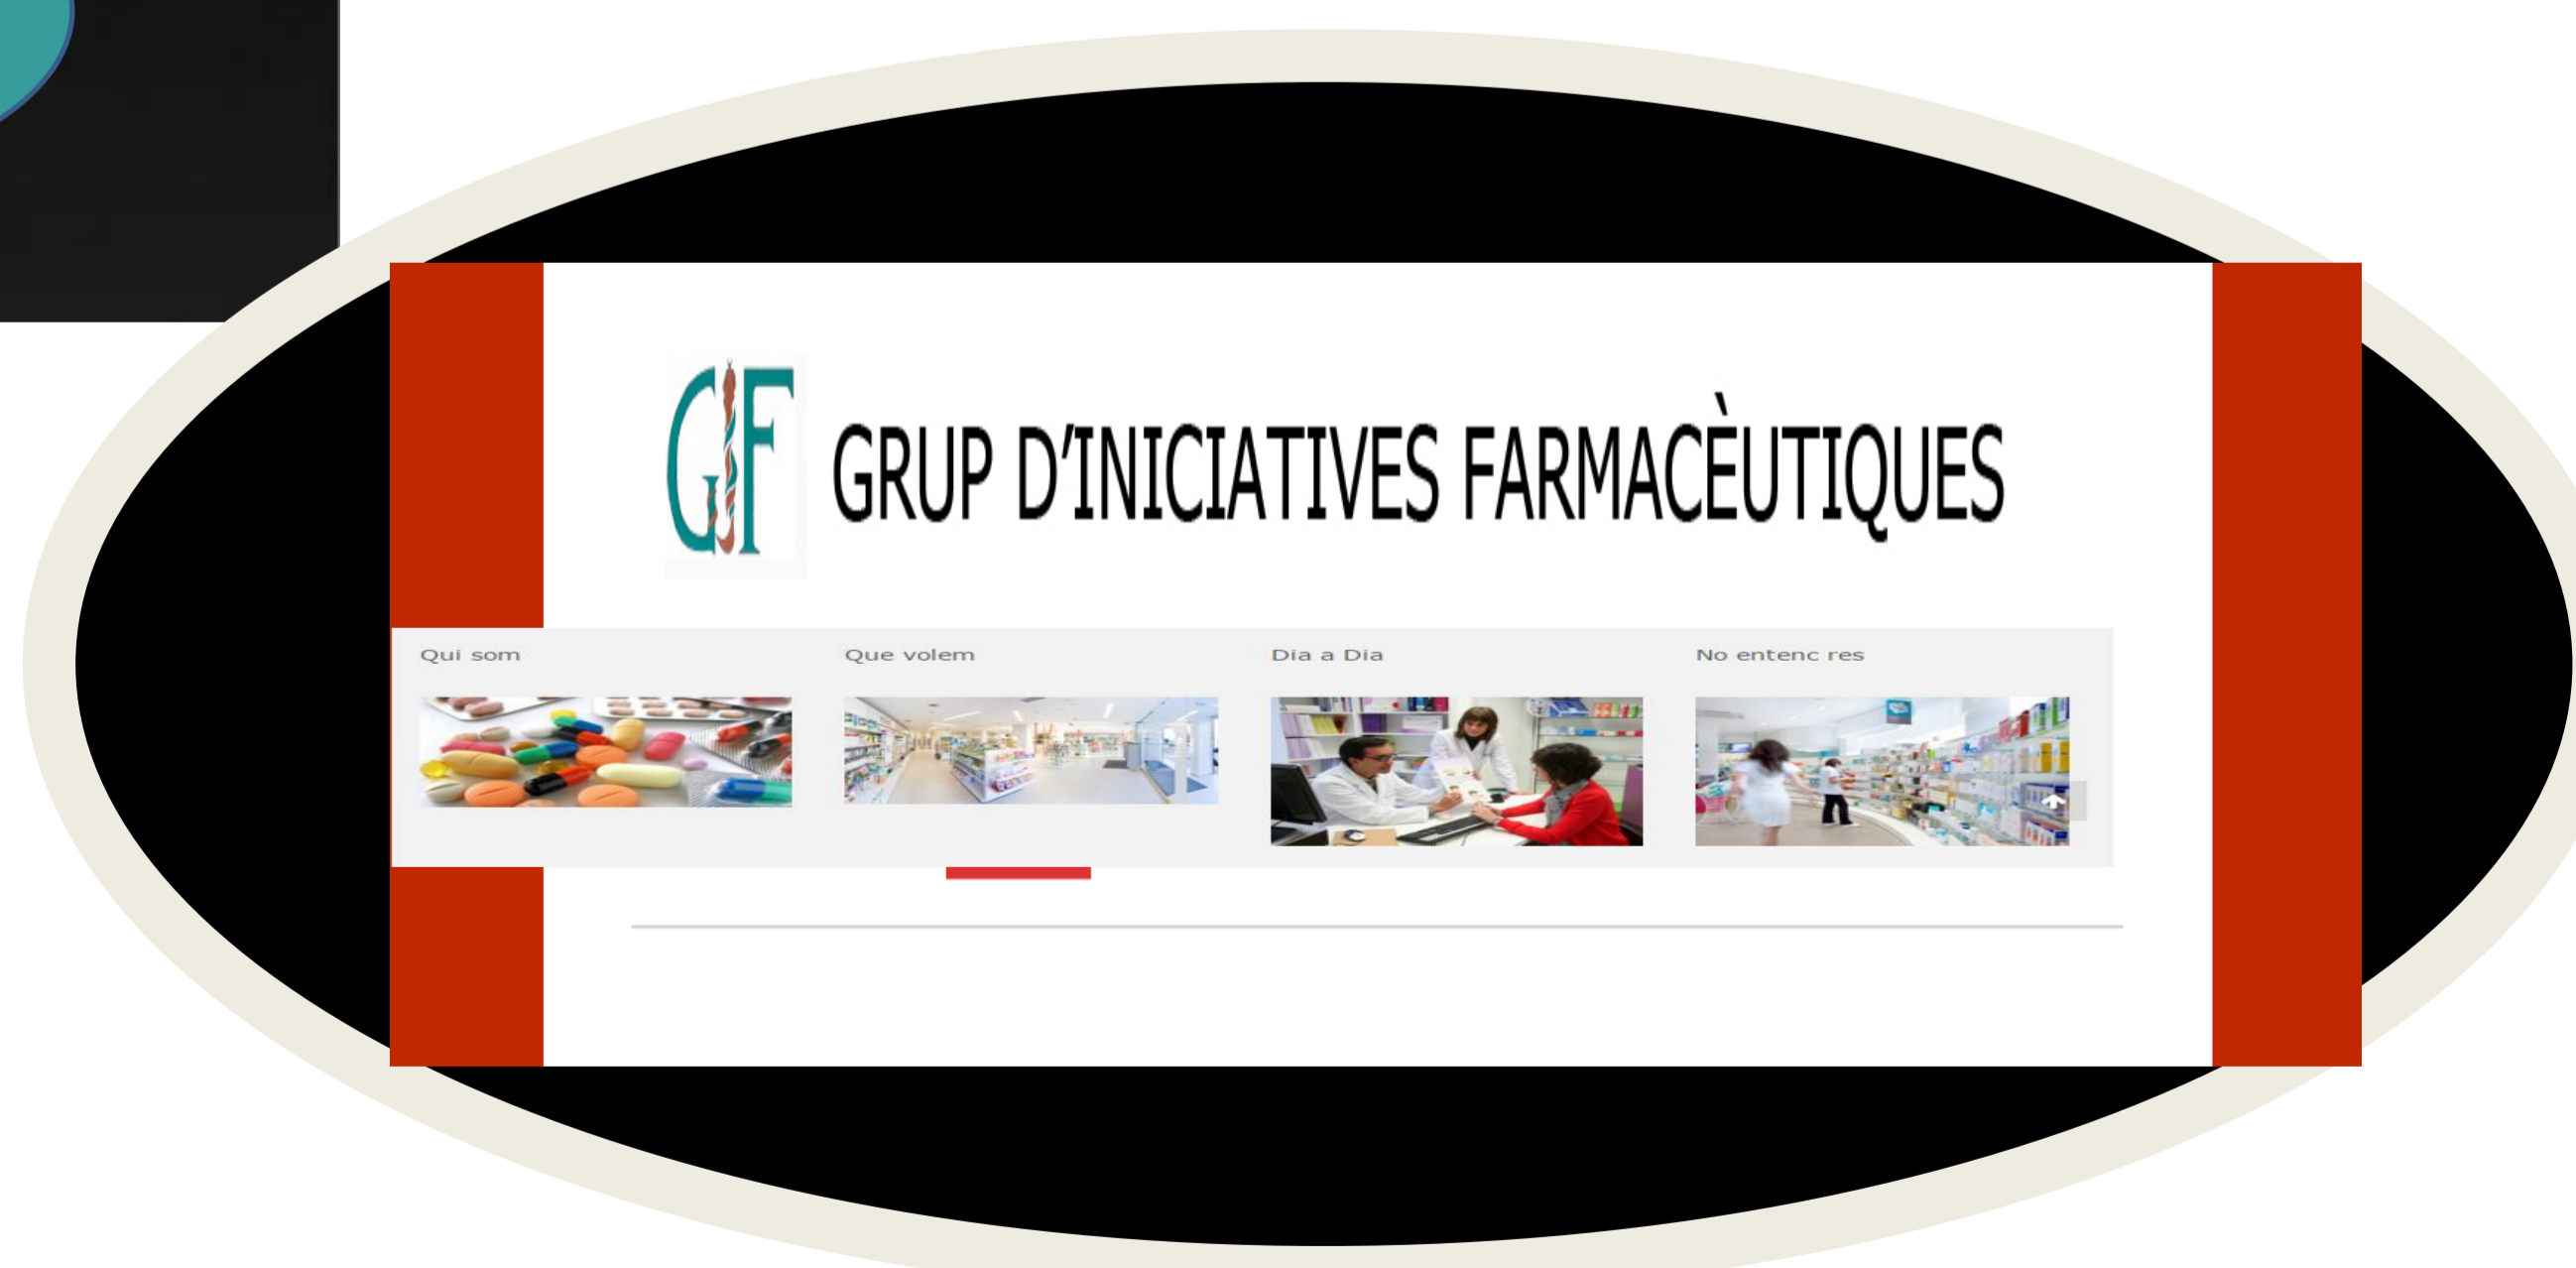 GIF GRUP D'INICIATIVES FARMACÈUTIQUES
Qui som Que volem Dia a Dia No entenc res